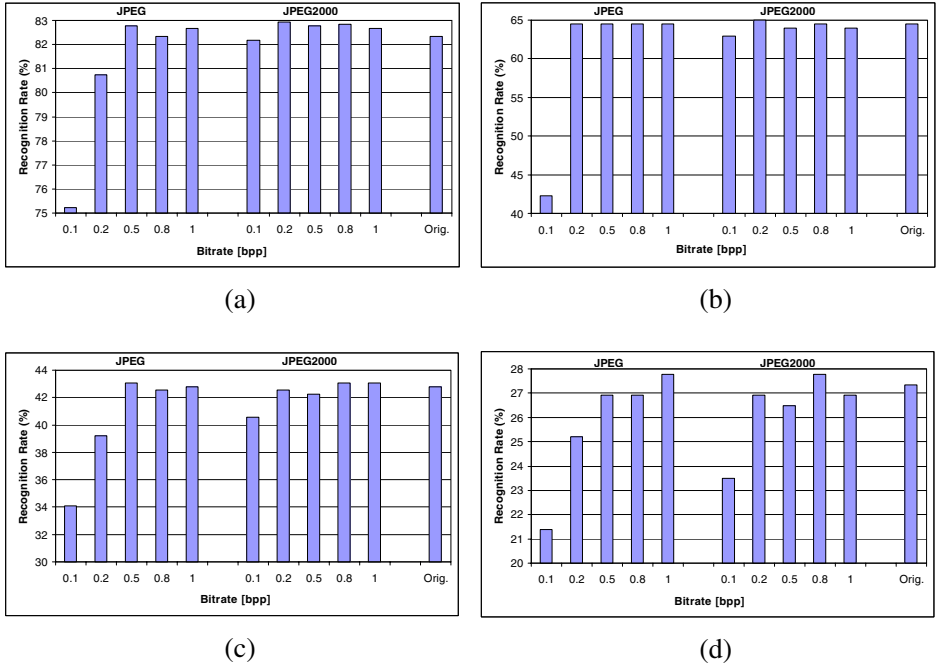 JPEG JPEG2000
Recognition Rate (%)
83
82
81
80
79
78
77
76
75
0.1 0.2 0.5 0.8 1 0.1 0.2 0.5 0.8 1 Orig.
Bitrate [bpp]
(a)
JPEG JPEG2000
Recognition Rate (%)
65
60
55
50
45
40
0.1 0.2 0.5 0.8 1 0.1 0.2 0.5 0.8 1 Orig.
Bitrate [bpp]
(b)
JPEG JPEG2000
Recognition Rate (%)
44
42
40
38
36
34
32
30
0.1 0.2 0.5 0.8 1 0.1 0.2 0.5 0.8 1 Orig.
Bitrate [bpp]
(c)
JPEG JPEG2000
Recognition Rate (%)
28
27
26
25
24
23
22
21
20
0.1 0.2 0.5 0.8 1 0.1 0.2 0.5 0.8 1 Orig.
Bitrate [bpp]
(d)